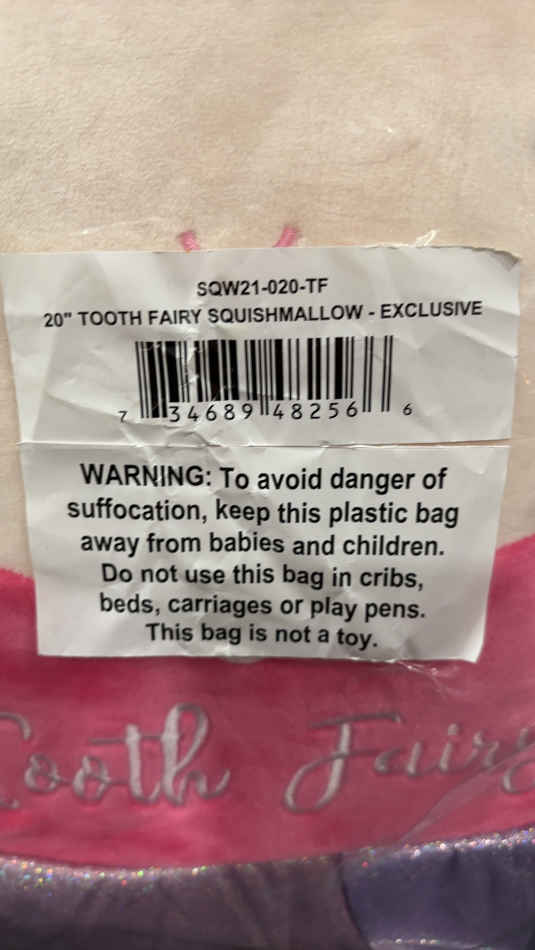 SQW21-020-TF
20" TOOTH FAIRY SQUISHMALLOW - EXCLUSIVE
7 34689 48256 6
WARNING: To avoid danger of
suffocation, keep this plastic bag
away from babies and children.
Do not use this bag in cribs,
beds, carriages or play pens.
This bag is not a toy.
Tooth Fairy